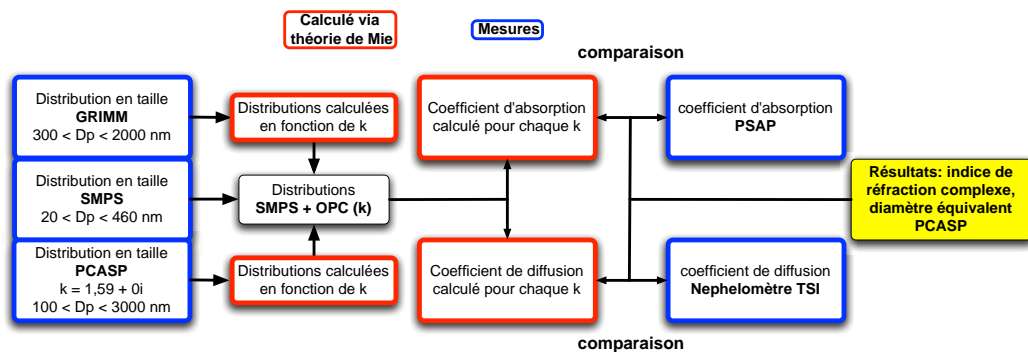 Calculé via
théorie de Mie
Mesures
comparaison
Distribution en taille
GRIMM
300 < Dp < 2000 nm
Distributions calculées
en fonction de k
Coefficient d'absorption
calculé pour chaque k
coefficient d'absorption
PSAP
Distribution en taille
SMPS
20 < Dp < 460 nm
Distributions
SMPS + OPC (k)
Résultats: indice de
réfraction complexe,
diamètre équivalent
PCASP
Distribution en taille
PCASP
k = 1,59 + 0i
100 < Dp < 3000 nm
Distributions calculées
en fonction de k
Coefficient de diffusion
calculé pour chaque k
coefficient de diffusion
Nephelomètre TSI
comparaison